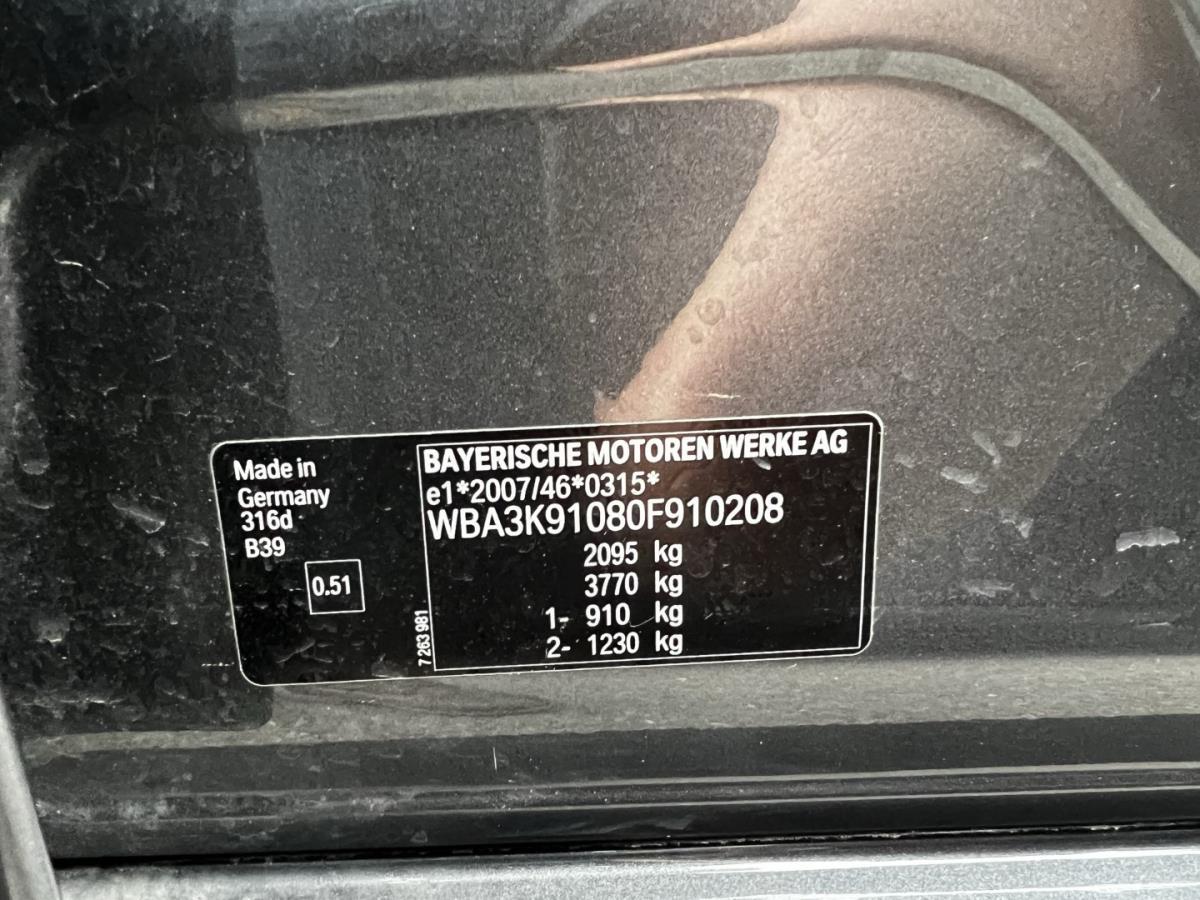 Made in
Germany
316d
B39
0.51
7 263 981
BAYERISCHE MOTOREN WERKE AG
e1*2007/46*0315*
WBA3K91080F910208
2095 kg
3770 kg
1- 910 kg
2- 1230 kg